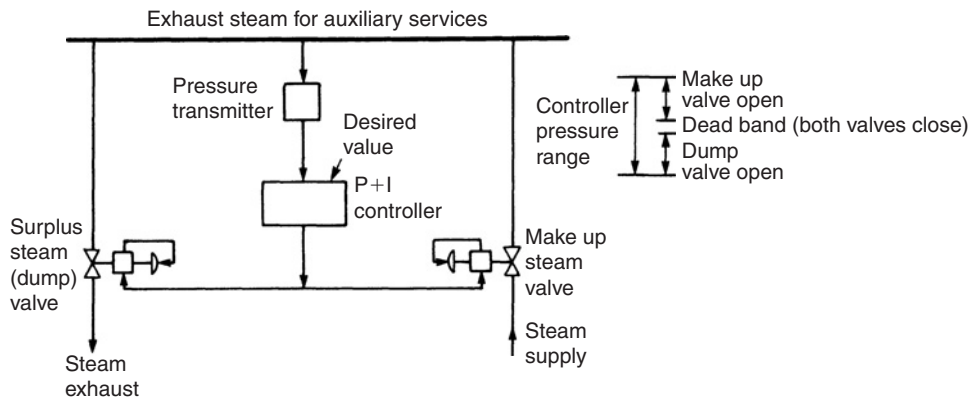 Exhaust steam for auxiliary services
Pressure
transmitter
Desired
value
P+I
controller
Surplus
steam
(dump)
valve
Steam
exhaust
Make up
steam
valve
Steam
supply
Controller
pressure
range
Make up
valve open
Dead band (both valves close)
Dump
valve open